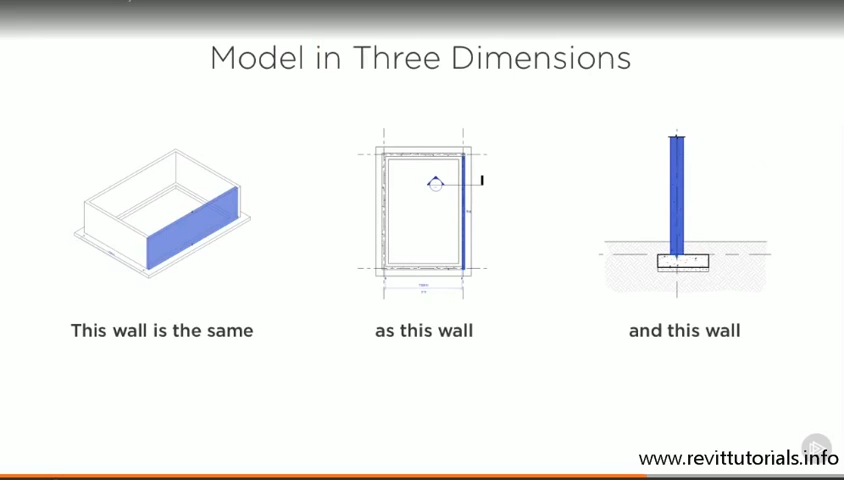 Model in Three Dimensions
This wall is the same
as this wall
and this wall
www.revittutorials.info